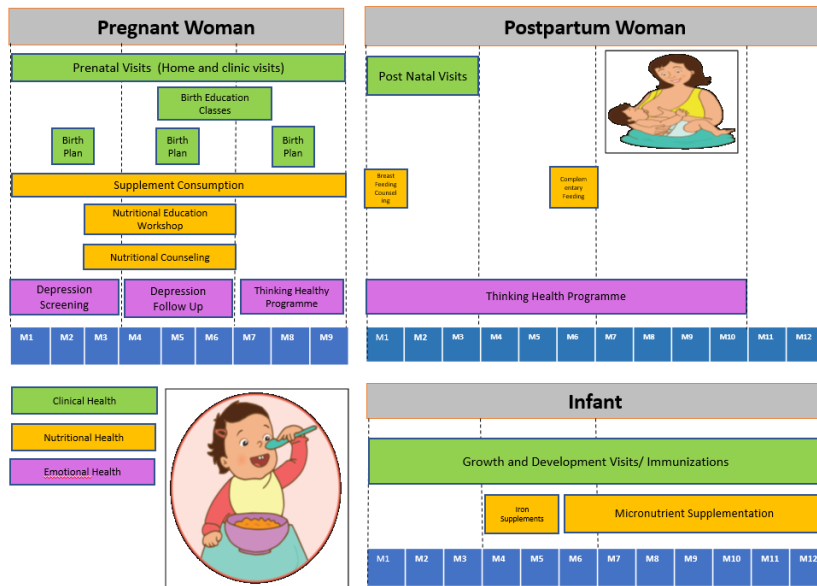 Pregnant Woman
Prenatal Visits (Home and clinic visits)
Birth Education
Classes
Birth
Plan
Birth
Plan
Birth
Plan
Supplement Consumption
Nutritional Education
Workshop
Nutritional Counseling
Depression
Screening
Depression
Follow Up
Thinking Healthy
Programme
M1 M2 M3 M4 M5 M6 M7 M8 M9
Postpartum Woman
Post Natal Visits
Breast
Feeding
Counsel
ing
Complem
entary
Feeding
Thinking Health Programme
M1 M2 M3 M4 M5 M6 M7 M8 M9 M10 M11 M12
Clinical Health
Nutritional Health
Emotional Health
Infant
Growth and Development Visits/ Immunizations
Iron
Supplements
Micronutrient Supplementation
M1 M2 M3 M4 M5 M6 M7 M8 M9 M10 M11 M12